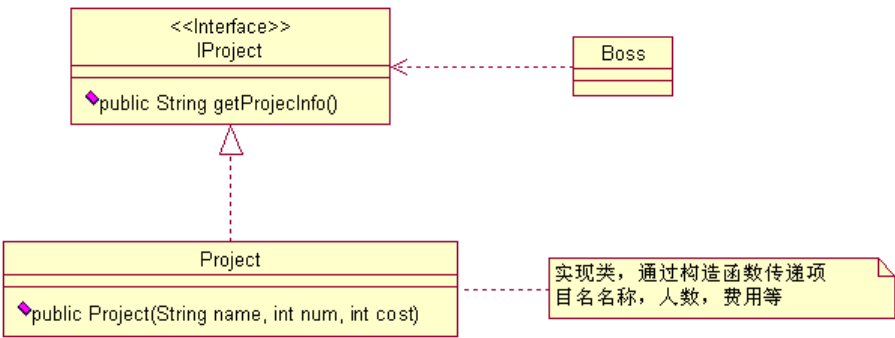 <<Interface>>
IProject
public String getProjecInfo()
Boss
Project
public Project(String name, int num, int cost)
实现类，通过构造函数传递项
目名名称，人数，费用等